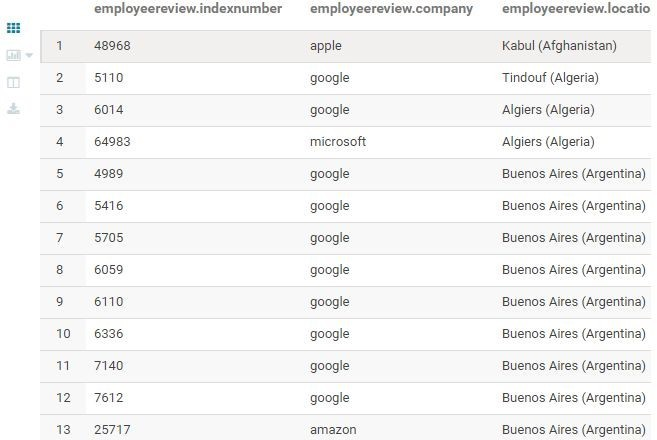 employeereview.indexnumber employeereview.company employeereview.locatio
1 48968 apple Kabul (Afghanistan)
2 5110 google Tindouf (Algeria)
3 6014 google Algiers (Algeria)
4 64983 microsoft Algiers (Algeria)
5 4989 google Buenos Aires (Argentina)
6 5416 google Buenos Aires (Argentina)
7 5705 google Buenos Aires (Argentina)
8 6059 google Buenos Aires (Argentina)
9 6110 google Buenos Aires (Argentina)
10 6336 google Buenos Aires (Argentina)
11 7140 google Buenos Aires (Argentina)
12 7612 google Buenos Aires (Argentina)
13 25717 amazon Buenos Aires (Argentina)